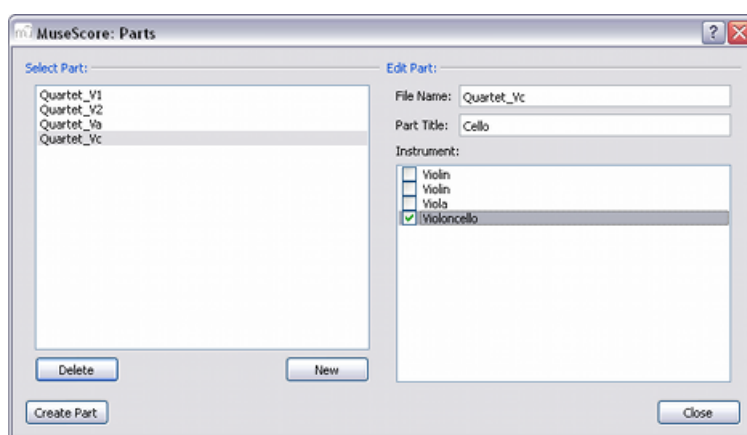 MuseScore: Parts
Select Part:
Quartet_V1
Quartet_V2
Quartet_Va
Quartet_Vc
Delete
New
Create Part
Edit Part:
File Name: Quartet_Vc
Part Title: Cello
Instrument:
Violin
Violin
Viola
Violoncello
Close